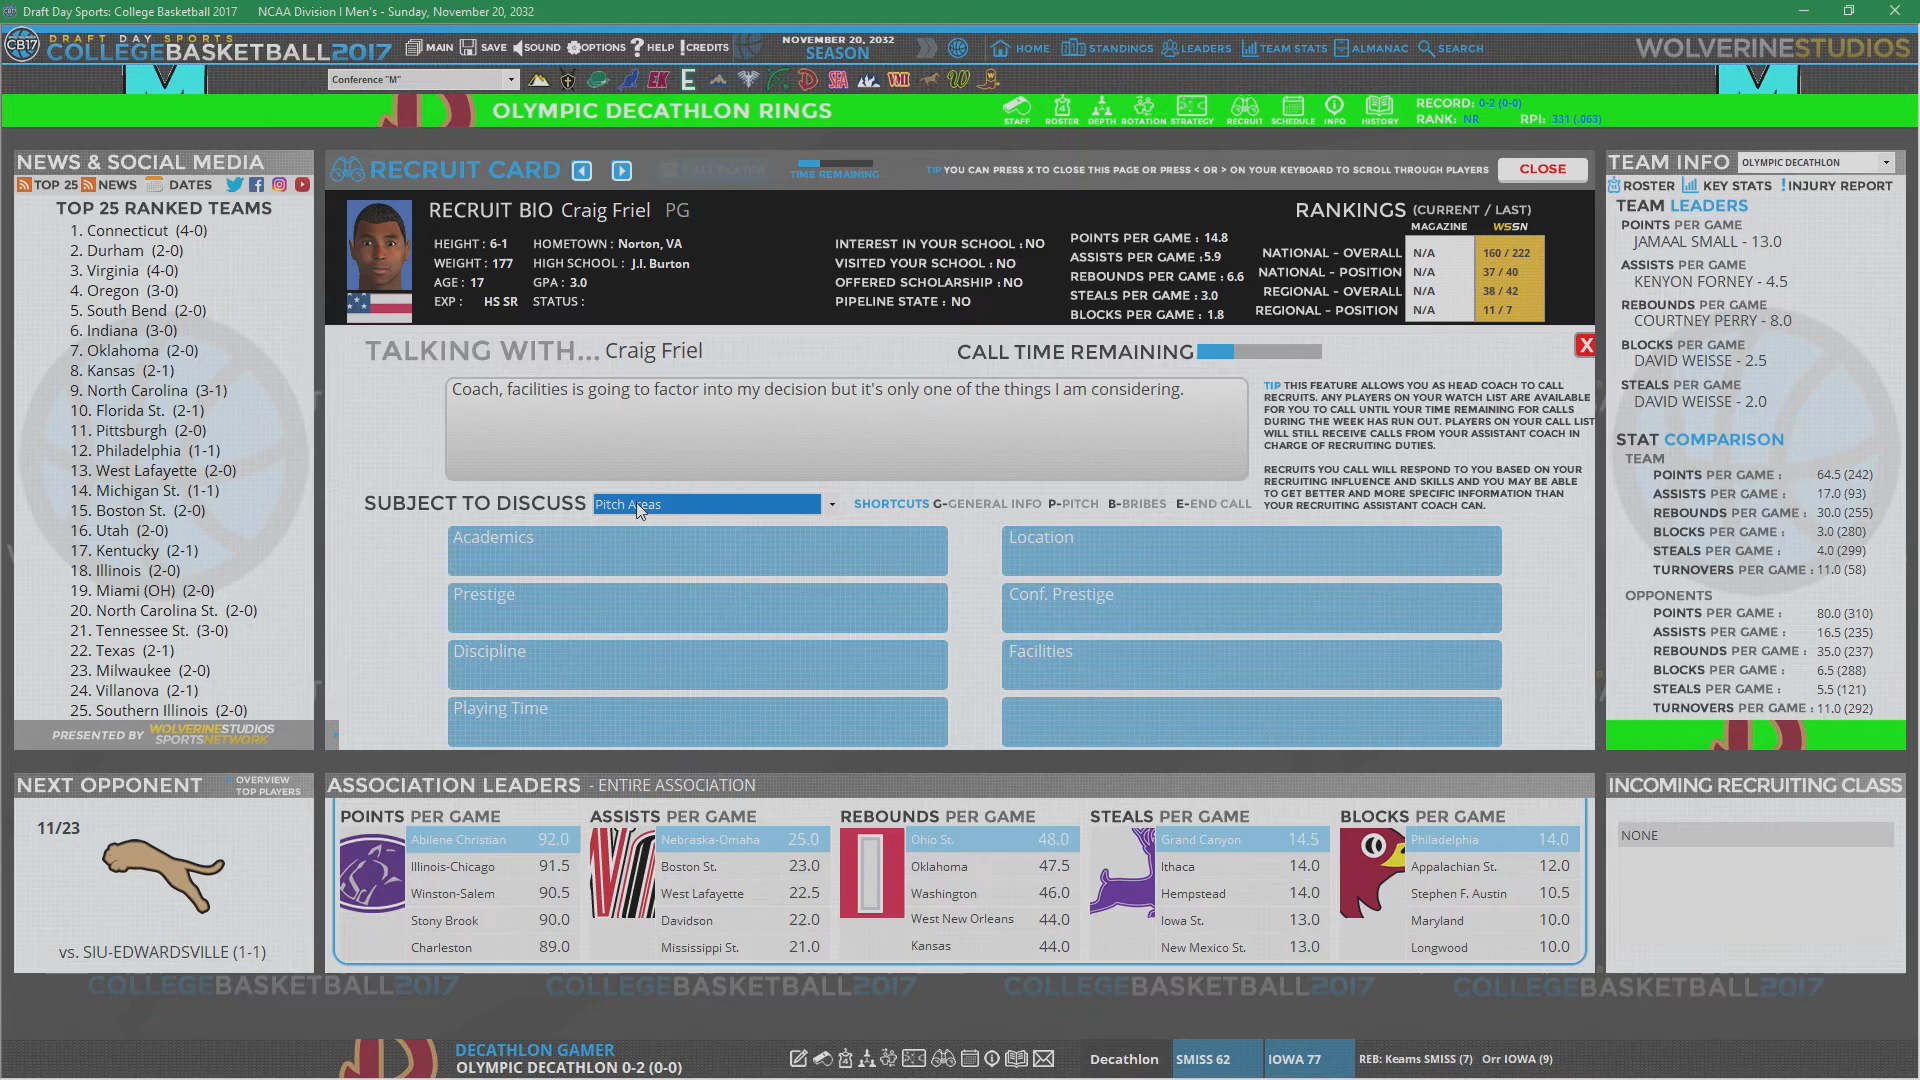 Draft Day Sports: College Basketball 2017 NCAA Division I Men's - Sunday, November 20, 2032
CB17 DRAFT DAY SPORTS
COLLEGEBASKETBALL2017
MAIN SAVE SOUND OPTIONS HELP CREDITS
NOVEMBER 20, 2032
SEASON
HOME STANDINGS LEADERS TEAM STATS ALMANAC SEARCH
WOLVERINESTUDIOS
Conference "M"
OLYMPIC DECATHLON RINGS
STAFF ROSTER DEPTH ROTATION STRATEGY RECRUIT SCHEDULE INFO HISTORY
RECORD: 0-2 (0-0)
RANK: NR RPI: 331 (.063)
NEWS & SOCIAL MEDIA
TOP 25 NEWS DATES
TOP 25 RANKED TEAMS
1. Connecticut (4-0)
2. Durham (2-0)
3. Virginia (4-0)
4. Oregon (3-0)
5. South Bend (2-0)
6. Indiana (3-0)
7. Oklahoma (2-0)
8. Kansas (2-1)
9. North Carolina (3-1)
10. Florida St. (2-1)
11. Pittsburgh (2-0)
12. Philadelphia (1-1)
13. West Lafayette (2-0)
14. Michigan St. (1-1)
15. Boston St. (2-0)
16. Utah (2-0)
17. Kentucky (2-1)
18. Illinois (2-0)
19. Miami (OH) (2-0)
20. North Carolina St. (2-0)
21. Tennessee St. (3-0)
22. Texas (2-1)
23. Milwaukee (2-0)
24. Villanova (2-1)
25. Southern Illinois (2-0)
PRESENTED BY WOLVERINESTUDIOS SPORTSNETWORK
RECRUIT CARD
CALL PLAYER
TIME REMAINING
TIP YOU CAN PRESS X TO CLOSE THIS PAGE OR PRESS < OR > ON YOUR KEYBOARD TO SCROLL THROUGH PLAYERS
CLOSE
RECRUIT BIO Craig Friel PG
HEIGHT : 6-1 HOMETOWN : Norton, VA
WEIGHT : 177 HIGH SCHOOL : J.I. Burton
AGE : 17 GPA : 3.0
EXP : HS SR STATUS :
INTEREST IN YOUR SCHOOL : NO
VISITED YOUR SCHOOL : NO
OFFERED SCHOLARSHIP : NO
PIPELINE STATE : NO
POINTS PER GAME : 14.8
ASSISTS PER GAME : 5.9
REBOUNDS PER GAME : 6.6
STEALS PER GAME : 3.0
BLOCKS PER GAME : 1.8
RANKINGS (CURRENT / LAST)
MAGAZINE WSSN
NATIONAL - OVERALL N/A 160 / 222
NATIONAL - POSITION N/A 37 / 40
REGIONAL - OVERALL N/A 38 / 42
REGIONAL - POSITION N/A 11 / 7
TALKING WITH... Craig Friel
CALL TIME REMAINING
X
Coach, facilities is going to factor into my decision but it's only one of the things I am considering.
TIP THIS FEATURE ALLOWS YOU AS HEAD COACH TO CALL
RECRUITS. ANY PLAYERS ON YOUR WATCH LIST ARE AVAILABLE
FOR YOU TO CALL UNTIL YOUR TIME REMAINING FOR CALLS
DURING THE WEEK HAS RUN OUT. PLAYERS ON YOUR CALL LIST
WILL STILL RECEIVE CALLS FROM YOUR ASSISTANT COACH IN
CHARGE OF RECRUITING DUTIES.
RECRUITS YOU CALL WILL RESPOND TO YOU BASED ON YOUR
RECRUITING INFLUENCE AND SKILLS AND YOU MAY BE ABLE
TO GET BETTER AND MORE SPECIFIC INFORMATION THAN
YOUR RECRUITING ASSISTANT COACH CAN.
SUBJECT TO DISCUSS Pitch Areas
SHORTCUTS G-GENERAL INFO P-PITCH B-BRIBES E-END CALL
Academics Location
Prestige Conf. Prestige
Discipline Facilities
Playing Time
TEAM INFO OLYMPIC DECATHLON
ROSTER KEY STATS INJURY REPORT
TEAM LEADERS
POINTS PER GAME
JAMAAL SMALL - 13.0
ASSISTS PER GAME
KENYON FORNEY - 4.5
REBOUNDS PER GAME
COURTNEY PERRY - 8.0
BLOCKS PER GAME
DAVID WEISSE - 2.5
STEALS PER GAME
DAVID WEISSE - 2.0
STAT COMPARISON
TEAM
POINTS PER GAME : 64.5 (242)
ASSISTS PER GAME : 17.0 (93)
REBOUNDS PER GAME : 30.0 (255)
BLOCKS PER GAME : 3.0 (280)
STEALS PER GAME : 4.0 (299)
TURNOVERS PER GAME : 11.0 (58)
OPPONENTS
POINTS PER GAME : 80.0 (310)
ASSISTS PER GAME : 16.5 (235)
REBOUNDS PER GAME : 35.0 (237)
BLOCKS PER GAME : 6.5 (288)
STEALS PER GAME : 5.5 (121)
TURNOVERS PER GAME : 11.0 (292)
NEXT OPPONENT
OVERVIEW
TOP PLAYERS
11/23
vs. SIU-EDWARDSVILLE (1-1)
ASSOCIATION LEADERS - ENTIRE ASSOCIATION
POINTS PER GAME
Abilene Christian 92.0
Illinois-Chicago 91.5
Winston-Salem 90.5
Stony Brook 90.0
Charleston 89.0
ASSISTS PER GAME
Nebraska-Omaha 25.0
Boston St. 23.0
West Lafayette 22.5
Davidson 22.0
Mississippi St. 21.0
REBOUNDS PER GAME
Ohio St. 48.0
Oklahoma 47.5
Washington 46.0
West New Orleans 44.0
Kansas 44.0
STEALS PER GAME
Grand Canyon 14.5
Ithaca 14.0
Hempstead 14.0
Iowa St. 13.0
New Mexico St. 13.0
BLOCKS PER GAME
Philadelphia 14.0
Appalachian St. 12.0
Stephen F. Austin 10.5
Maryland 10.0
Longwood 10.0
INCOMING RECRUITING CLASS
NONE
COLLEGEBASKETBALL2017 COLLEGEBASKETBALL2017 COLLEGEBASKETBALL2017 COLLEGEBASKETBALL2017
DECATHLON GAMER
OLYMPIC DECATHLON 0-2 (0-0)
Decathlon SMISS 62 IOWA 77 REB: Keams SMISS (7) Orr IOWA (9)